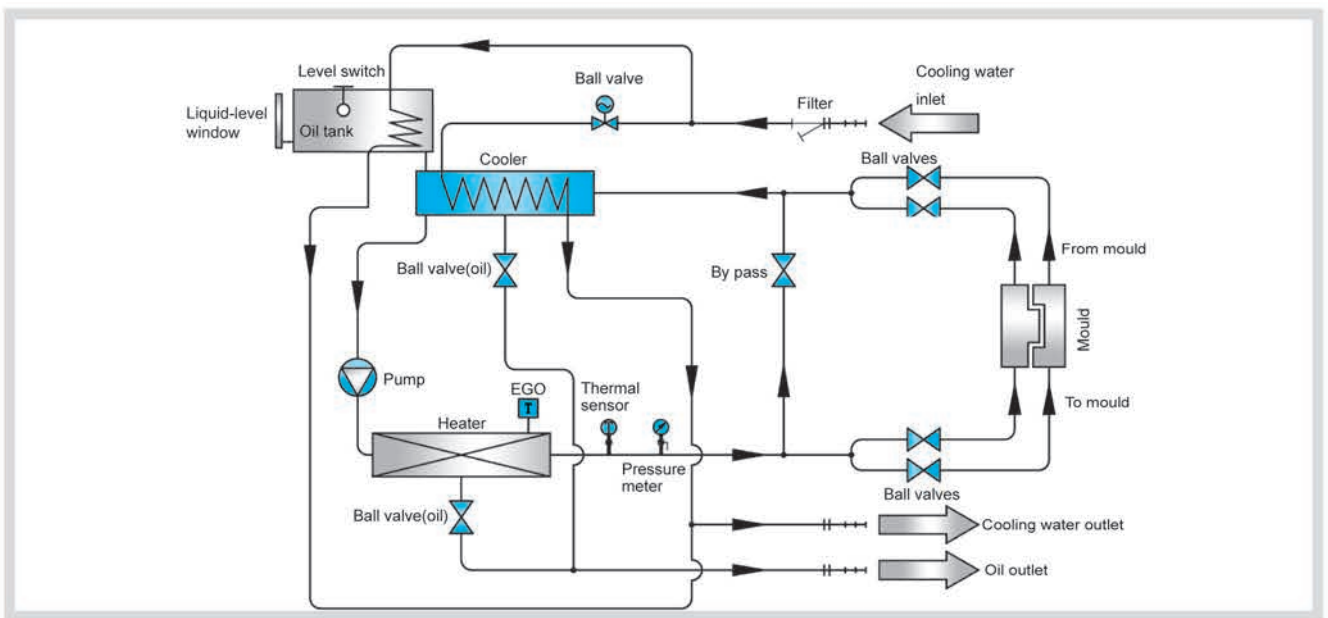 Level switch
Liquid-level
window
Oil tank
Ball valve
Filter
Cooling water
inlet
Cooler
Ball valves
Ball valve(oil)
By pass
From mould
Mould
Pump
EGO
T
Thermal
sensor
To mould
Heater
Pressure
meter
Ball valves
Ball valve(oil)
Cooling water outlet
Oil outlet